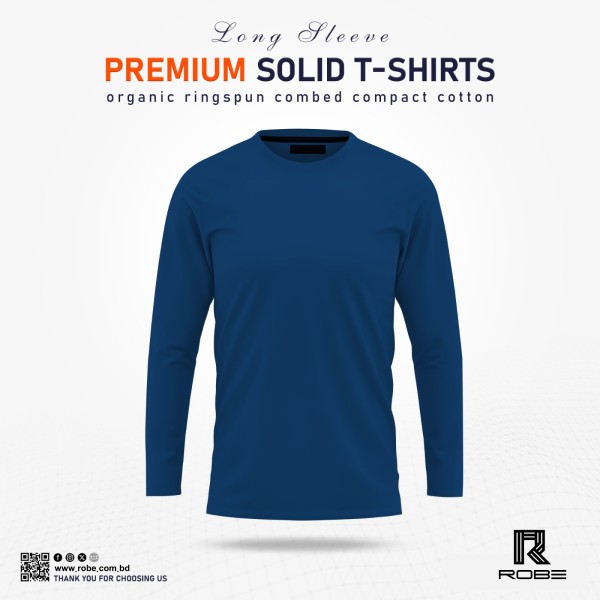 Long Sleeve
PREMIUM SOLID T-SHIRTS
organic ringspun combed compact cotton
www.robe.com.bd
THANK YOU FOR CHOOSING US
R
ROBE